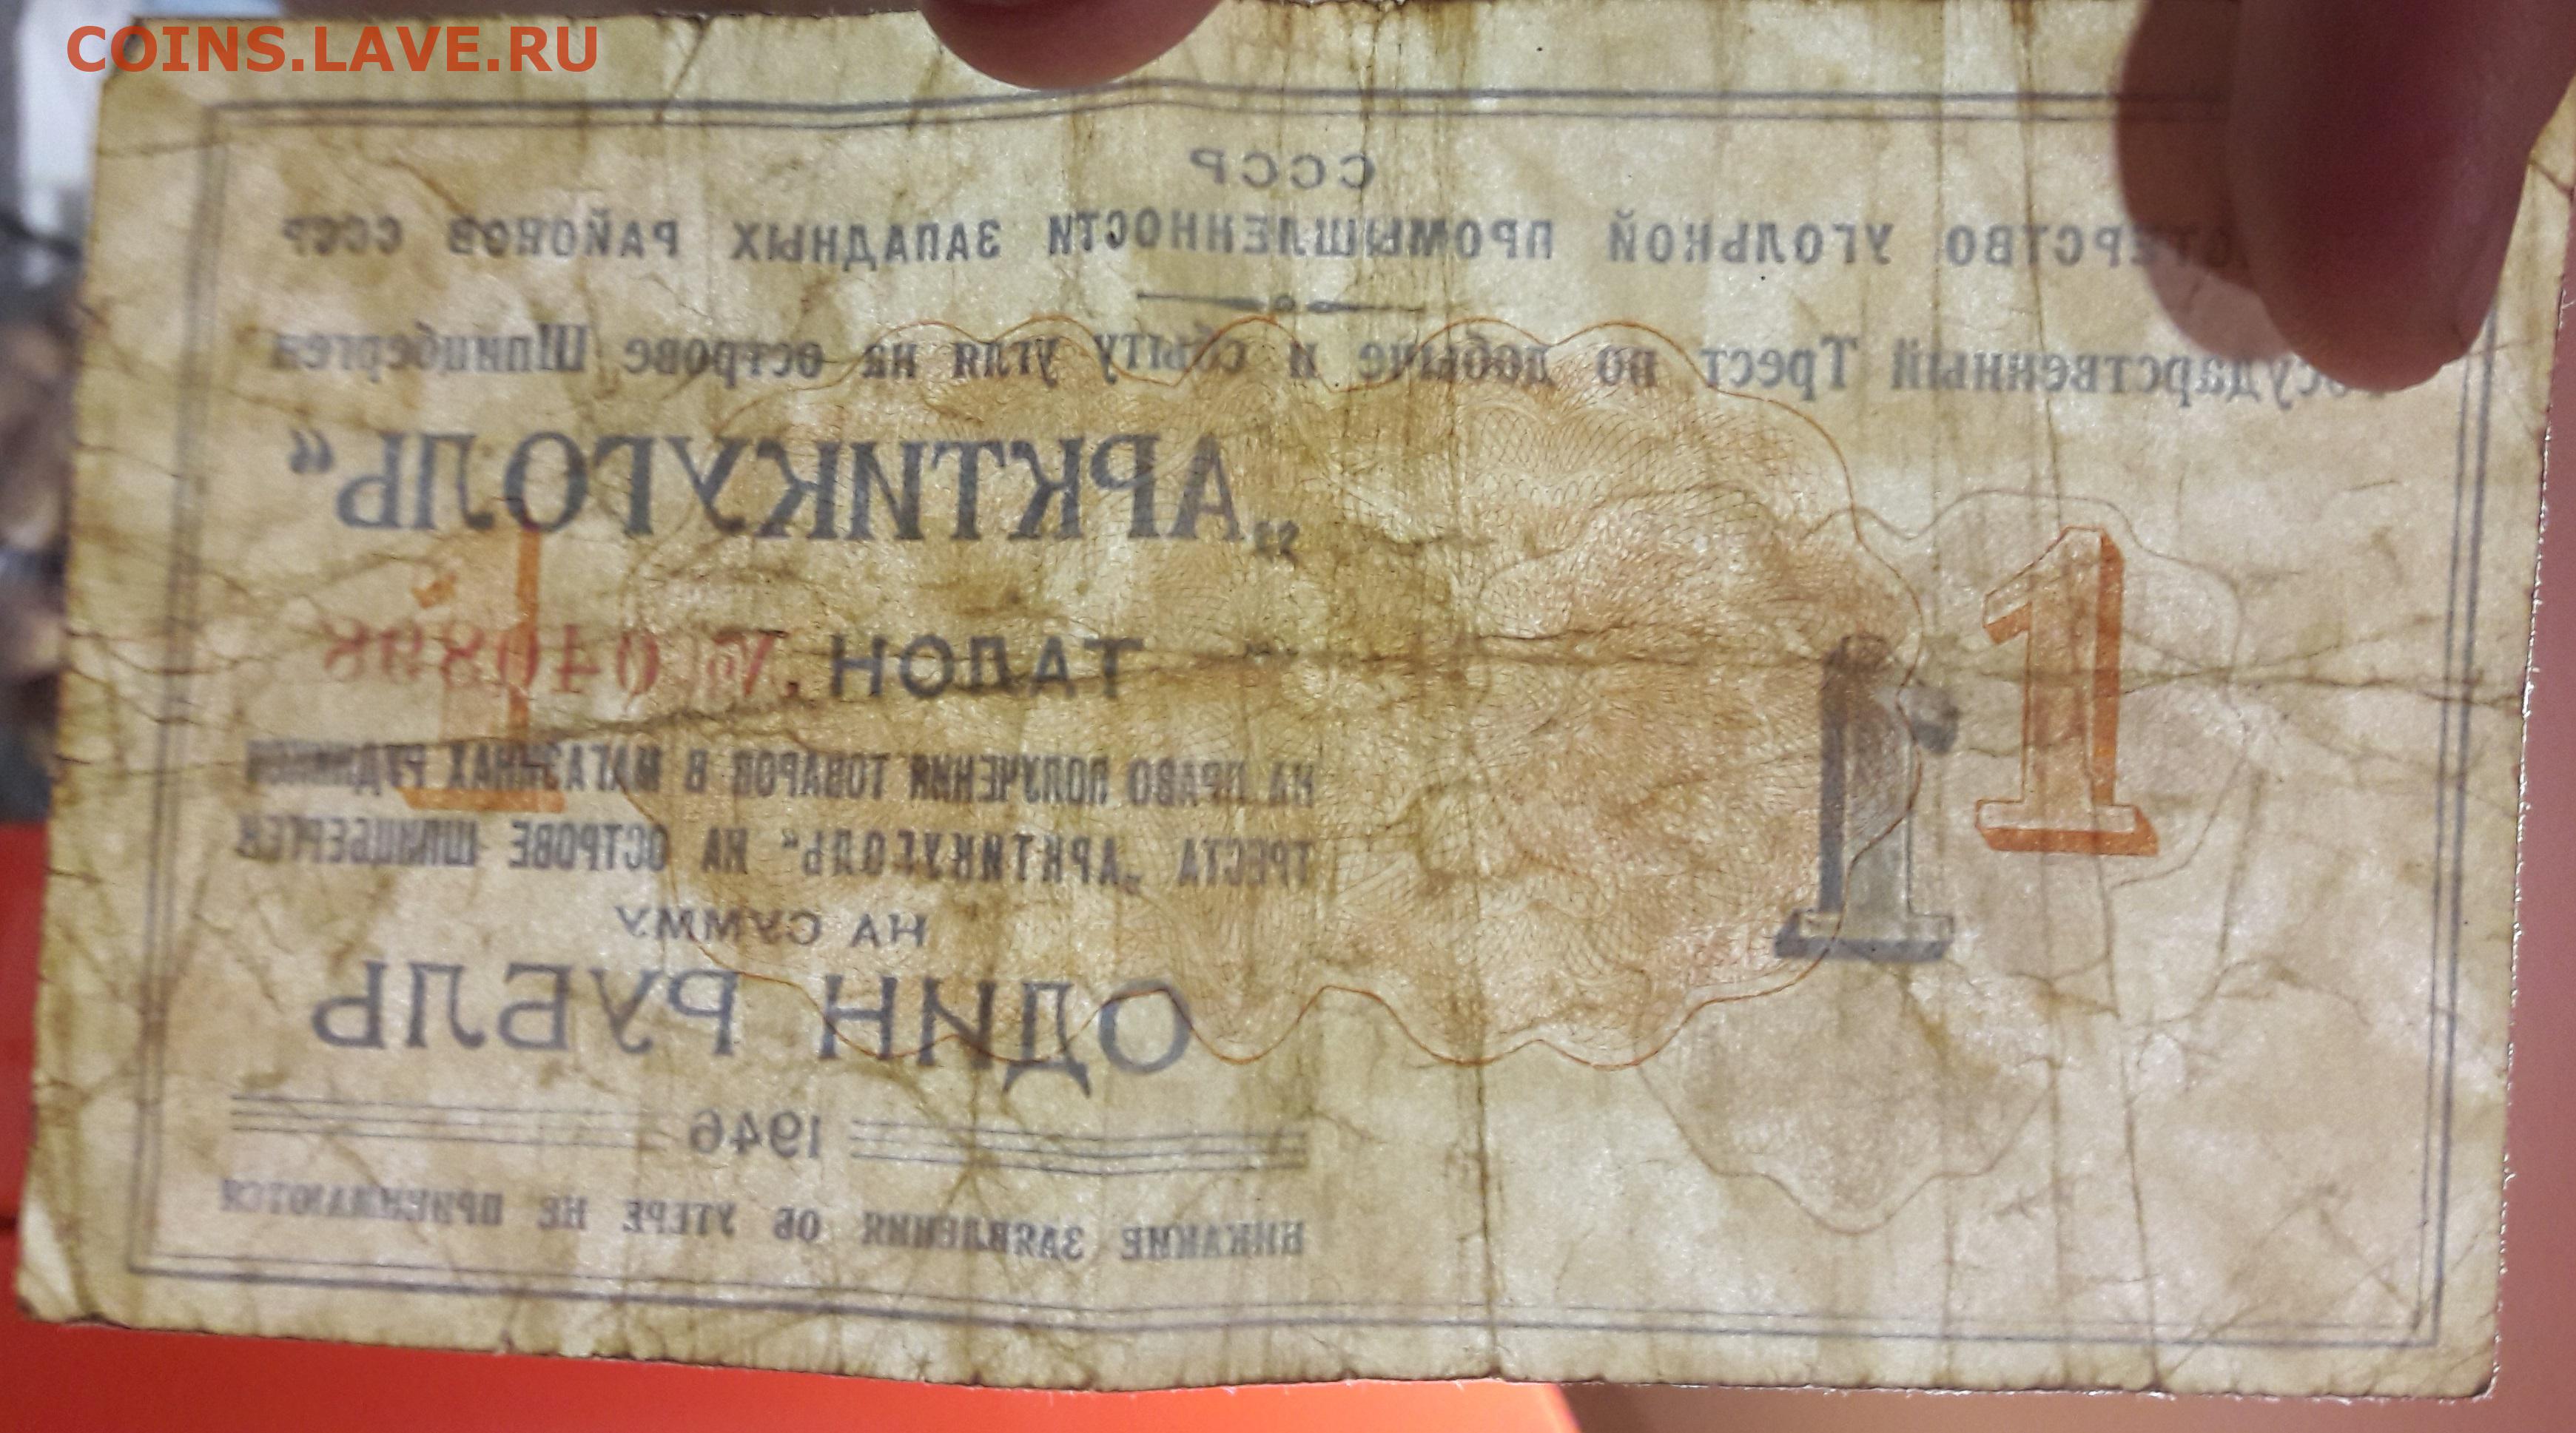 COINS.LAVE.RU
СССР
УГОЛЬНОЙ ПРОМЫШЛЕННОСТИ ЗАПАДНЫХ РАЙОНОВ СССР
Трест по добыче и сбыту угля на острове Шпицберген
„АРКТИКУГОЛЬ“
1
1
ТАЛОН №
НА ПРАВО ПОЛУЧЕНИЯ ТОВАРОВ В МАГАЗИНАХ РУДНИКОВ
ТРЕСТА „АРКТИКУГОЛЬ“ НА ОСТРОВЕ ШПИЦБЕРГЕН
1
НА СУММУ
ОДИН РУБЛЬ
1946
НИКАКИЕ ЗАЯВЛЕНИЯ ОБ УТЕРЕ НЕ ПРИНИМАЮТСЯ